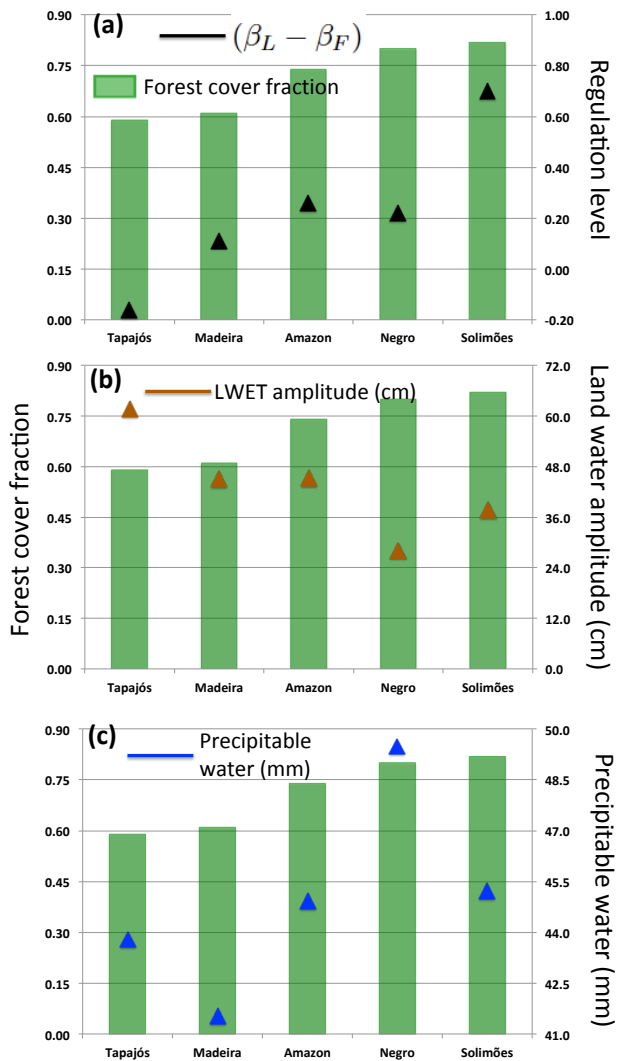 (a)
(β_L − β_F)
Forest cover fraction
0.90
0.75
0.60
0.45
0.30
0.15
0.00
1.00
0.80
0.60
0.40
0.20
0.00
-0.20
Regulation level
Tapajós Madeira Amazon Negro Solimões
(b)
LWET amplitude (cm)
0.90
0.75
0.60
0.45
0.30
0.15
0.00
Forest cover fraction
72.0
60.0
48.0
36.0
24.0
12.0
0.0
Land water amplitude (cm)
Tapajós Madeira Amazon Negro Solimões
(c)
Precipitable
water (mm)
0.90
0.75
0.60
0.45
0.30
0.15
0.00
50.0
48.5
47.0
45.5
44.0
42.5
41.0
Precipitable water (mm)
Tapajós Madeira Amazon Negro Solimões